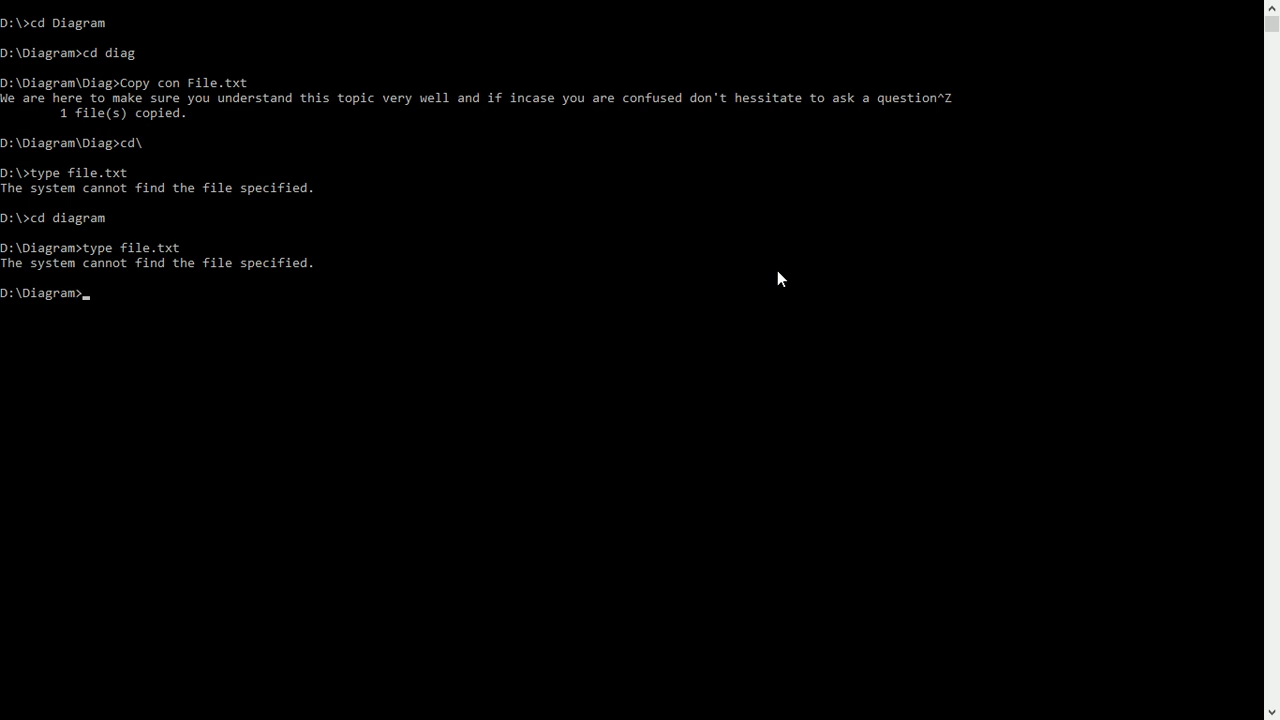 D:\>cd Diagram
D:\Diagram>cd diag
D:\Diagram\Diag>Copy con File.txt
We are here to make sure you understand this topic very well and if incase you are confused don't hessitate to ask a question^Z
1 file(s) copied.
D:\Diagram\Diag>cd\
D:\>type file.txt
The system cannot find the file specified.
D:\>cd diagram
D:\Diagram>type file.txt
The system cannot find the file specified.
D:\Diagram>_